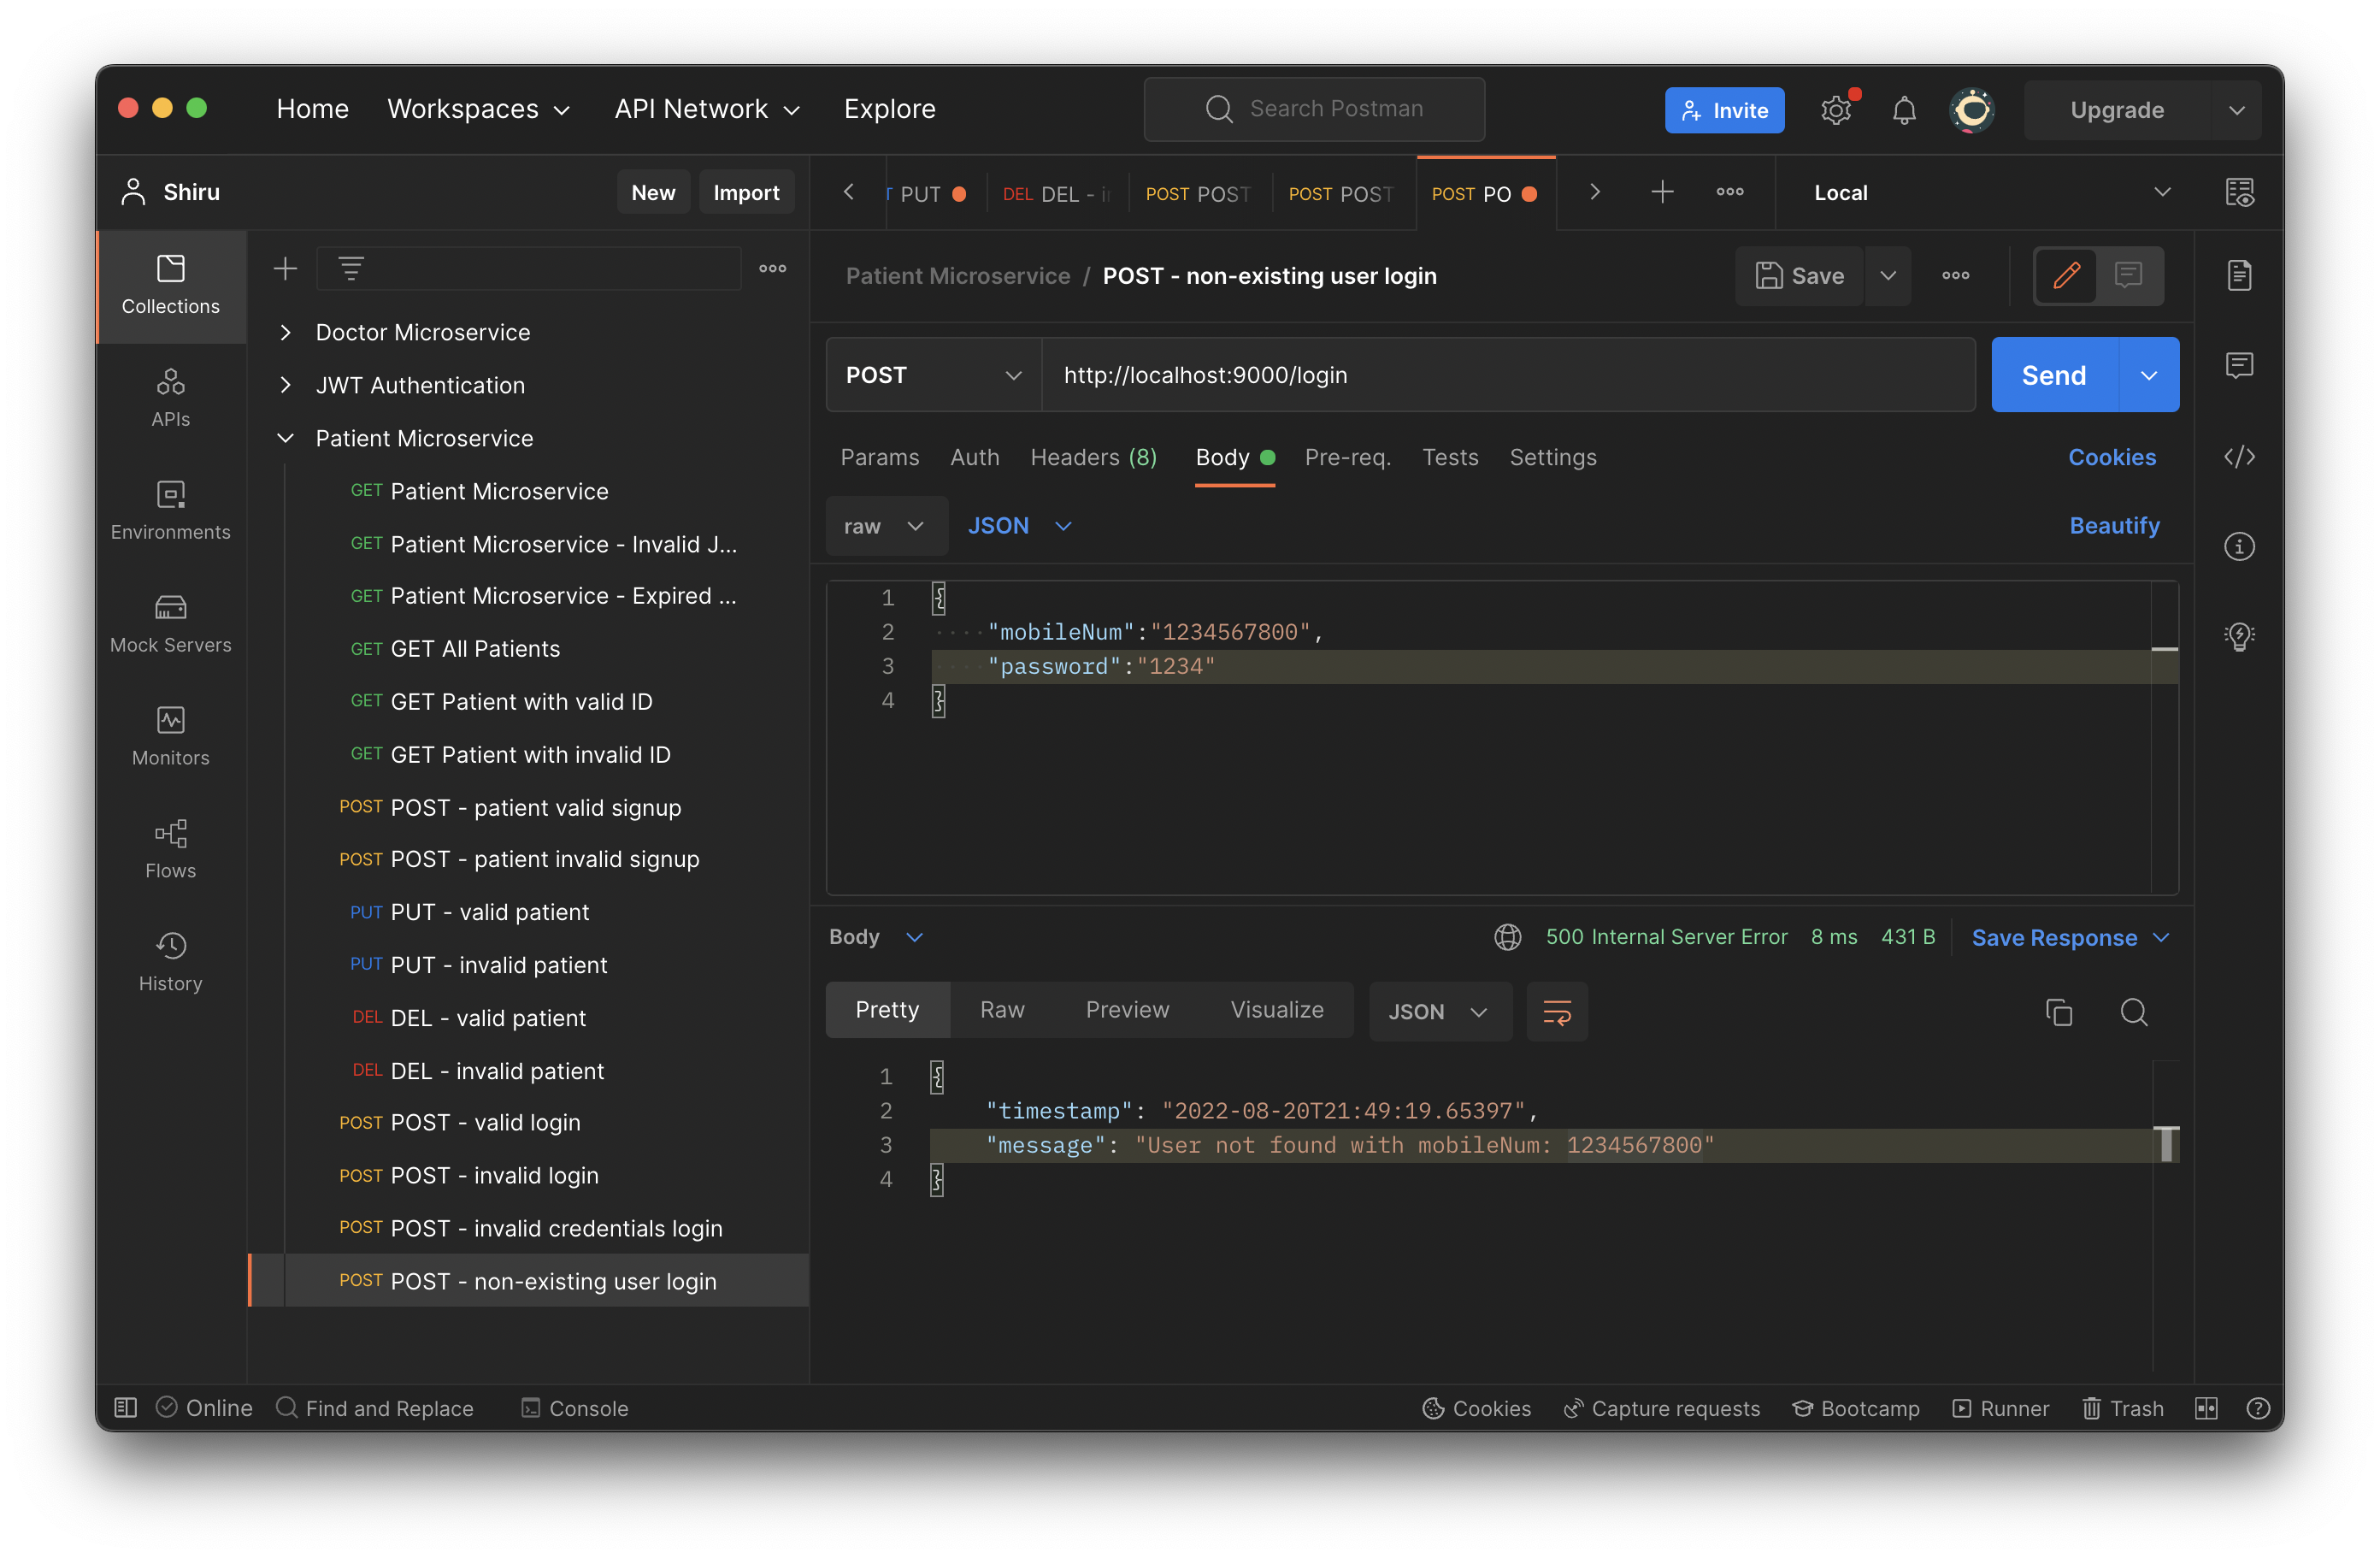 Home Workspaces API Network Explore Search Postman Invite Upgrade
Shiru New Import PUT DEL DEL - POST POST POST POST POST PO Local
Collections
APIs
Environments
Mock Servers
Monitors
Flows
History
Doctor Microservice
JWT Authentication
Patient Microservice
GET Patient Microservice
GET Patient Microservice - Invalid J...
GET Patient Microservice - Expired ...
GET GET All Patients
GET GET Patient with valid ID
GET GET Patient with invalid ID
POST POST - patient valid signup
POST POST - patient invalid signup
PUT PUT - valid patient
PUT PUT - invalid patient
DEL DEL - valid patient
DEL DEL - invalid patient
POST POST - valid login
POST POST - invalid login
POST POST - invalid credentials login
POST POST - non-existing user login
Patient Microservice / POST - non-existing user login Save
POST http://localhost:9000/login Send
Params Auth Headers (8) Body Pre-req. Tests Settings Cookies
raw JSON Beautify
1 {
2 "mobileNum":"1234567800",
3 "password":"1234"
4 }
Body 500 Internal Server Error 8 ms 431 B Save Response
Pretty Raw Preview Visualize JSON
1 {
2 "timestamp": "2022-08-20T21:49:19.65397",
3 "message": "User not found with mobileNum: 1234567800"
4 }
Online Find and Replace Console Cookies Capture requests Bootcamp Runner Trash